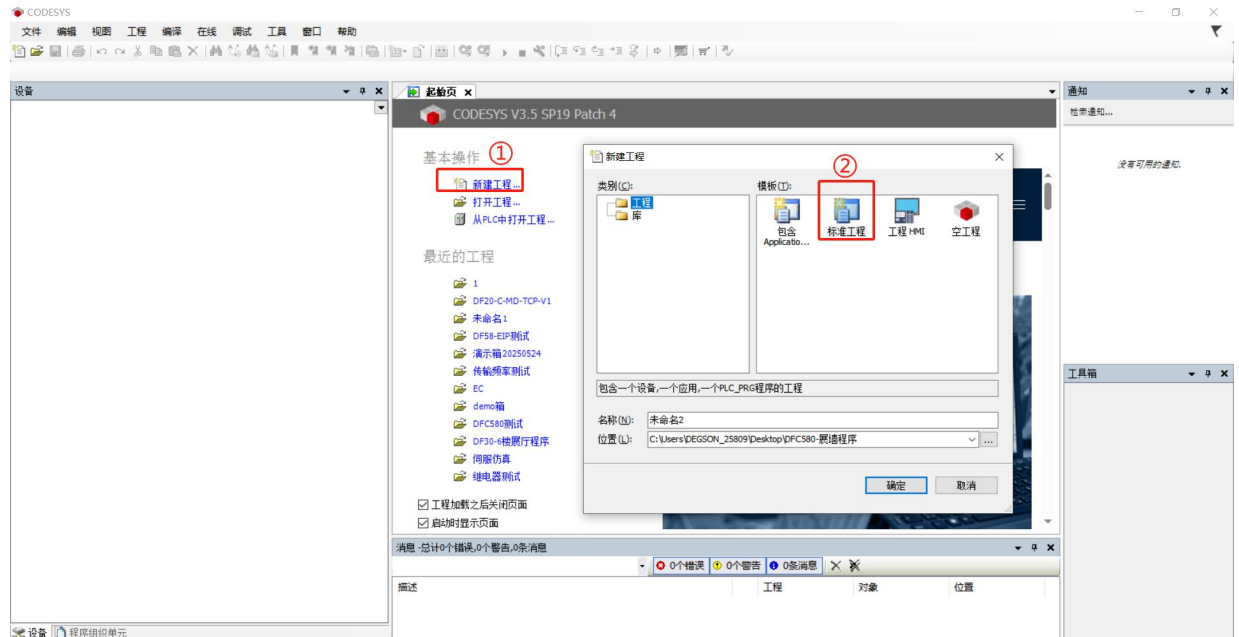 CODESYS
文件 编辑 视图 工程 编译 在线 调试 工具 窗口 帮助
设备
起始页
CODESYS V3.5 SP19 Patch 4
基本操作
①
新建工程...
打开工程...
从PLC中打开工程...
最近的工程
1
DF20-C-MD-TCP-V1
未命名1
DF58-EIP测试
演示箱20250524
传输频率测试
EC
demo箱
DFC580测试
DF30-6楼展厅程序
伺服仿真
继电器测试
工程加载之后关闭页面
启动时显示页面
新建工程
②
类别(C):
工程
库
模板(T):
包含 Applicatio...
标准工程
工程 HMI
空工程
包含一个设备,一个应用,一个PLC_PRG程序的工程
名称(N): 未命名2
位置(L): C:\Users\DEGSON_25809\Desktop\DFC580-展墙程序
...
确定 取消
通知
检索通知...
没有可用的通知.
工具箱
消息 -总计0个错误,0个警告,0条消息
0个错误 0个警告 0条消息
描述 工程 对象 位置
设备 程序组织单元